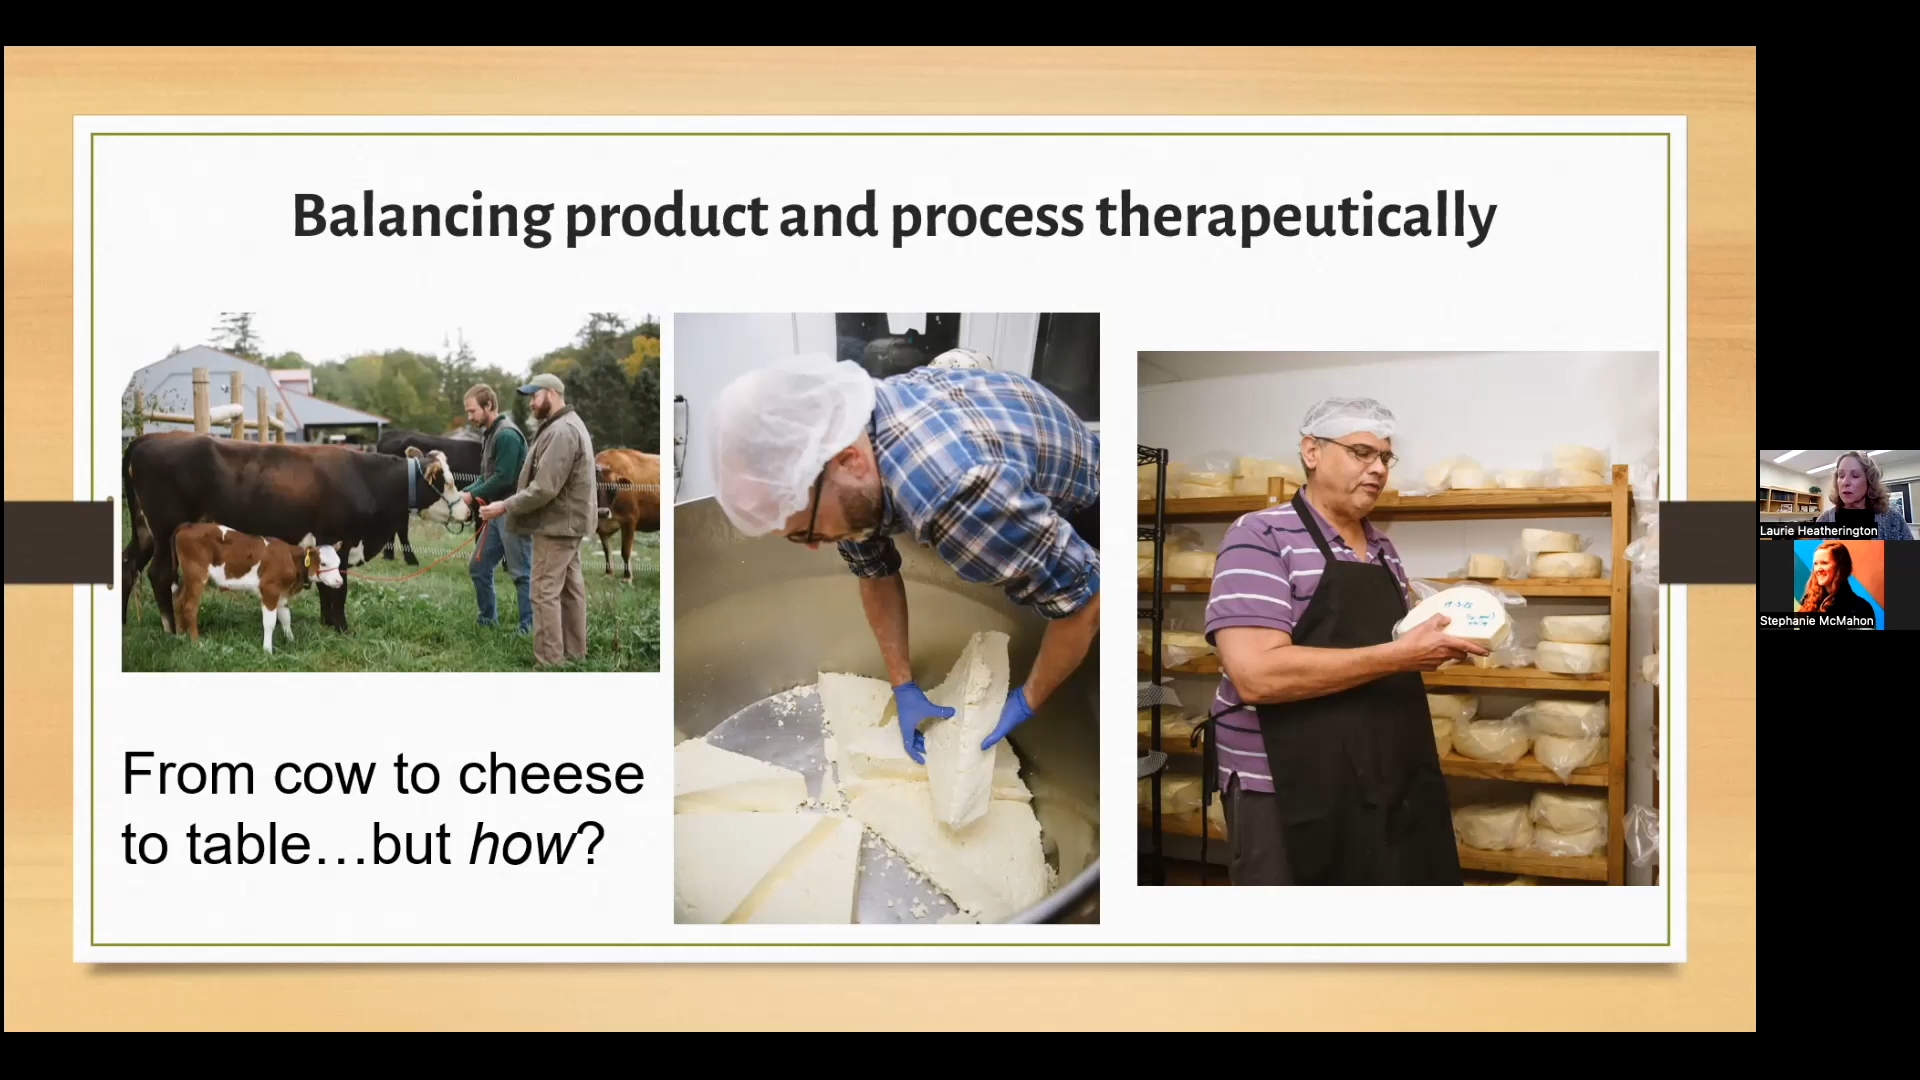 Balancing product and process therapeutically
From cow to cheese
to table…but how?
Laurie Heatherington
Stephanie McMahon